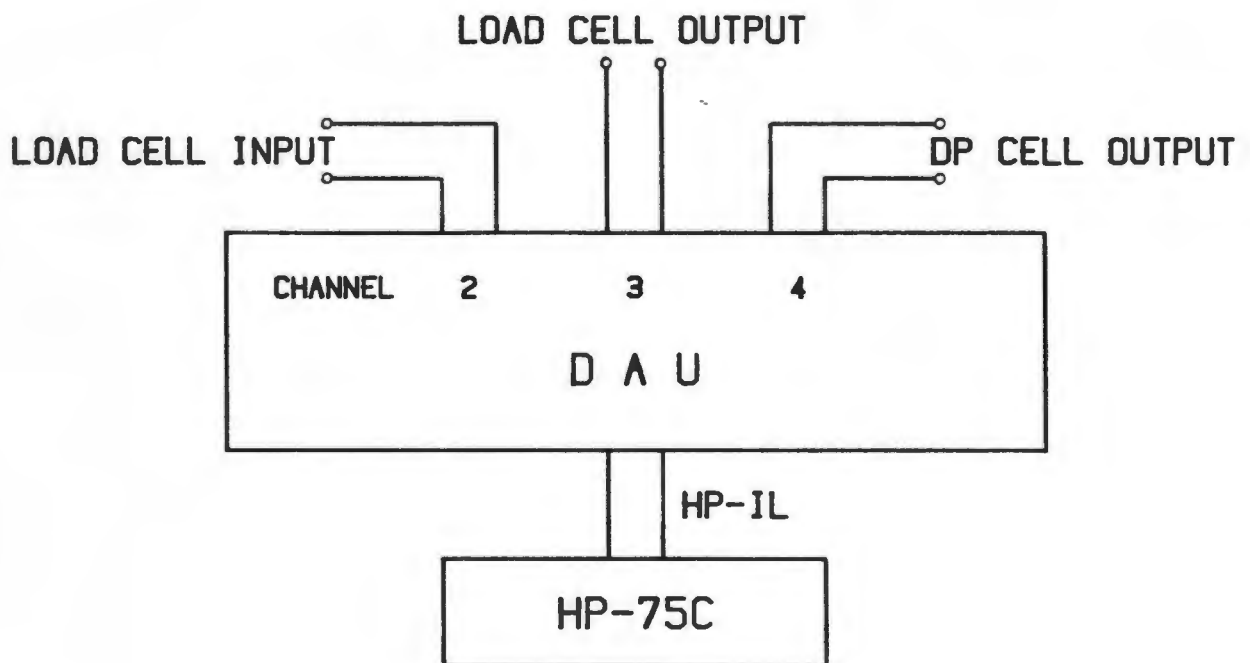 LOAD CELL OUTPUT
LOAD CELL INPUT
DP CELL OUTPUT
CHANNEL 2 3 4
D A U
HP-IL
HP-75C